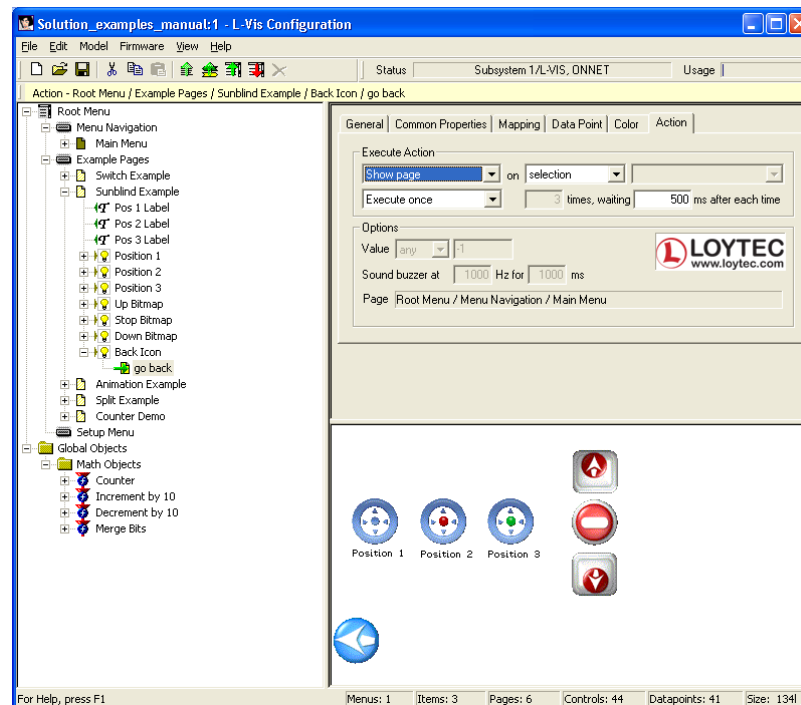 Solution_examples_manual:1 - L-Vis Configuration
File Edit Model Firmware View Help
Status Subsystem 1/L-VIS, ONNET Usage
Action - Root Menu / Example Pages / Sunblind Example / Back Icon / go back
Root Menu
Menu Navigation
Main Menu
Example Pages
Switch Example
Sunblind Example
Pos 1 Label
Pos 2 Label
Pos 3 Label
Position 1
Position 2
Position 3
Up Bitmap
Stop Bitmap
Down Bitmap
Back Icon
go back
Animation Example
Split Example
Counter Demo
Setup Menu
Global Objects
Math Objects
Counter
Increment by 10
Decrement by 10
Merge Bits
General Common Properties Mapping Data Point Color Action
Execute Action
Show page on selection
Execute once 3 times, waiting 500 ms after each time
Options
Value any -1
LOYTEC
www.loytec.com
Sound buzzer at 1000 Hz for 1000 ms
Page Root Menu / Menu Navigation / Main Menu
Position 1 Position 2 Position 3
For Help, press F1 Menus: 1 Items: 3 Pages: 6 Controls: 44 Datapoints: 41 Size: 134